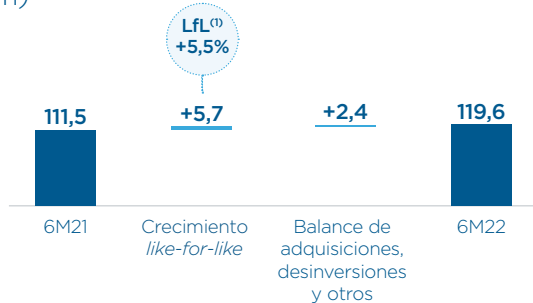 LfL(1)
+5,5%
111,5
+5,7
+2,4
119,6
6M21
Crecimiento
like-for-like
Balance de
adquisiciones,
desinversiones
y otros
6M22